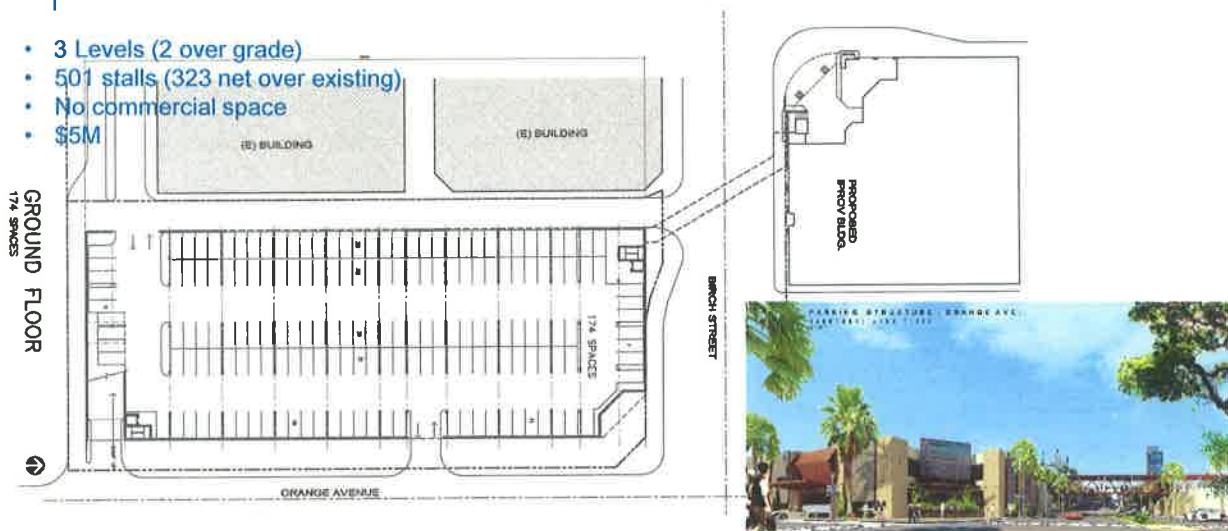 3 Levels (2 over grade)
501 stalls (323 net over existing)
No commercial space
$5M
(E) BUILDING
(E) BUILDING
GROUND FLOOR
174 SPACES
174 SPACES
BIRCH STREET
ORANGE AVENUE
PROPOSED
BLDG.
PARKING STRUCTURE - ORANGE AVE.